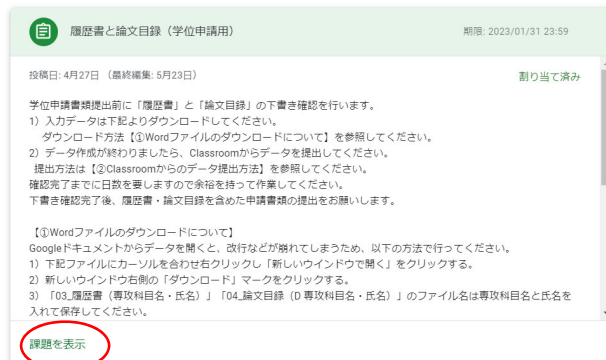 履歴書と論文目録（学位申請用）
期限: 2023/01/31 23:59
投稿日: 4月27日 （最終編集: 5月23日）
割り当て済み
学位申請書類提出前に「履歴書」と「論文目録」の下書き確認を行います。
1）入力データは下記よりダウンロードしてください。
ダウンロード方法【①Wordファイルのダウンロードについて】を参照してください。
2）データ作成が終わりましたら、Classroomからデータを提出してください。
提出方法は【②Classroomからのデータ提出方法】を参照してください。
確認完了までに日数を要しますので余裕を持って作業してください。
下書き確認完了後、履歴書・論文目録を含めた申請書類の提出をお願いします。
【①Wordファイルのダウンロードについて】
Googleドキュメントからデータを開くと、改行などが崩れてしまうため、以下の方法で行ってください。
1）下記ファイルにカーソルを合わせ右クリックし「新しいウインドウで開く」をクリックする。
2）新しいウインドウ右側の「ダウンロード」マークをクリックする。
3）「03_履歴書（専攻科目名・氏名）」「04_論文目録（D 専攻科目名・氏名）」のファイル名は専攻科目名と氏名を
入れて保存してください。
課題を表示